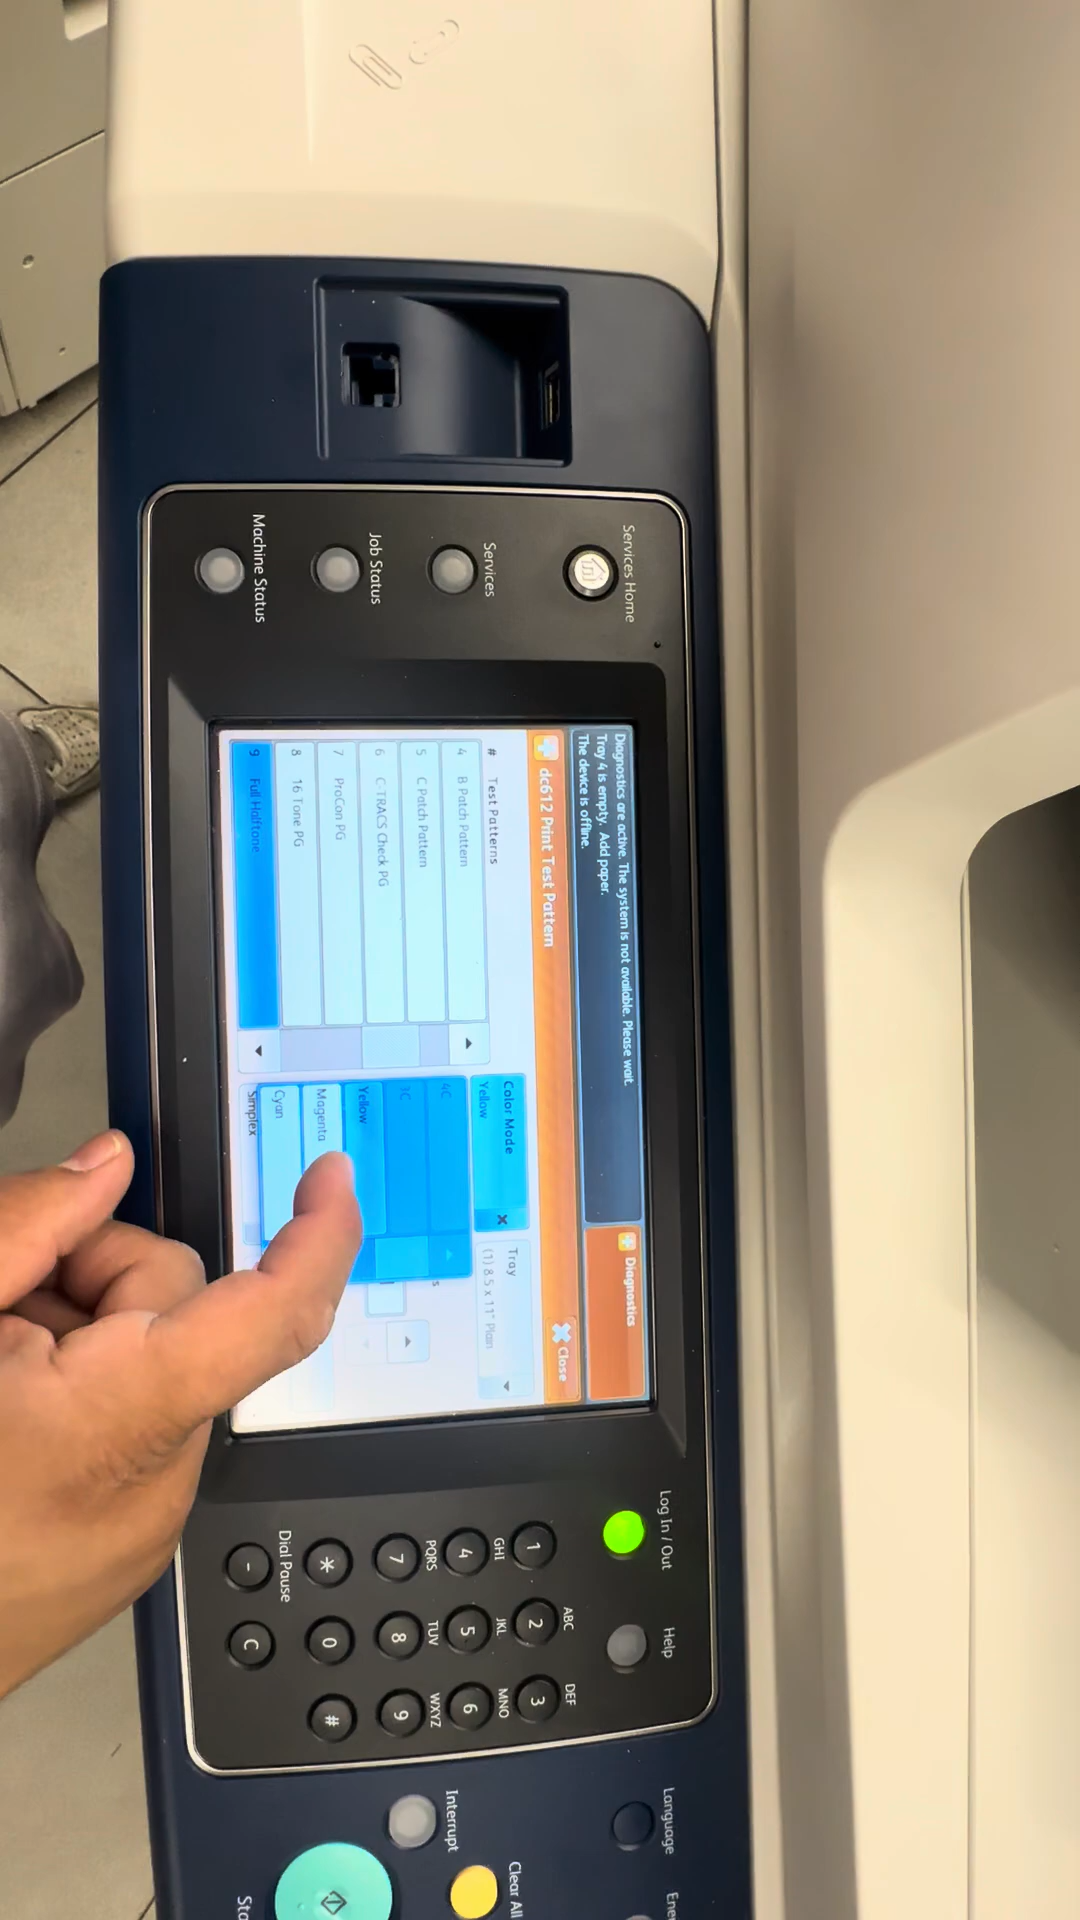 Services Home
Services
Job Status
Machine Status
Diagnostics are active. The system is not available. Please wait.
Tray 4 is empty. Add paper.
The device is offline.
Diagnostics
dc612 Print Test Pattern
Close
# Test Patterns
4 B Patch Pattern
5 C Patch Pattern
6 C-TRACS Check PG
7 ProCon PG
8 16 Tone PG
9 Full Halftone
Color Mode
Yellow
4C
3C
Yellow
Magenta
Cyan
Simplex
Tray
(1) 8.5 x 11" Plain
Log In / Out
Help
1
ABC
2
DEF
3
GHI
4
JKL
5
MNO
6
PQRS
7
TUV
8
WXYZ
9
*
0
#
Dial Pause
-
C
Language
Interrupt
Clear All